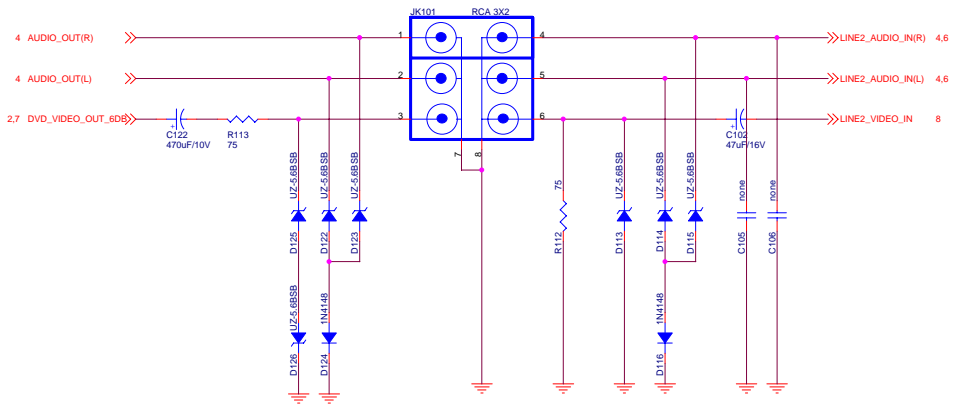 JK101 RCA 3X2
4 AUDIO_OUT(R) 1 4 LINE2_AUDIO_IN(R) 4,6
4 AUDIO_OUT(L) 2 5 LINE2_AUDIO_IN(L) 4,6
2,7 DVD_VIDEO_OUT_6DB 3 6 LINE2_VIDEO_IN 8
C122
470uF/10V
R113
75
C102
47uF/16V
7
8
UZ-5.6BSB
D125
UZ-5.6BSB
D122
UZ-5.6BSB
D123
75
R112
UZ-5.6BSB
D113
UZ-5.6BSB
D114
UZ-5.6BSB
D115
none
C105
none
C106
UZ-5.6BSB
D126
1N4148
D124
1N4148
D116